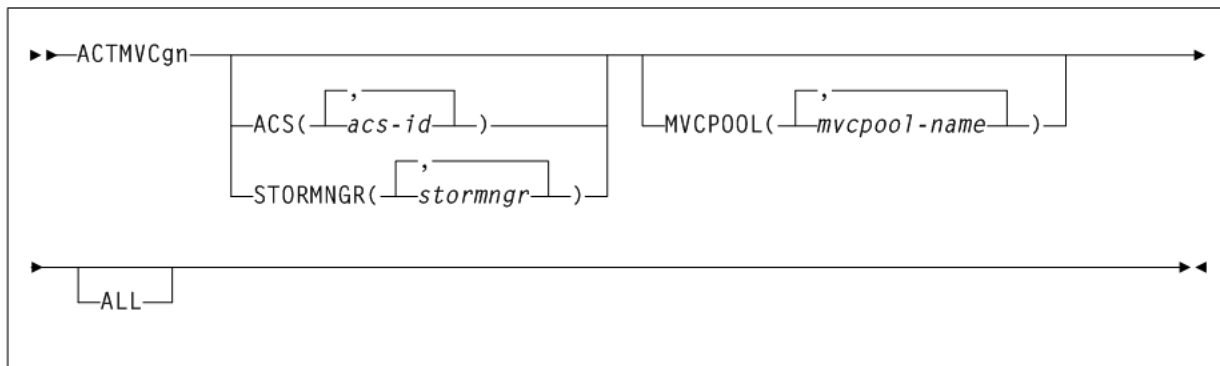 ACTMVCgn
, ,
ACS( acs-id ) MVCPOOL( mvcpool-name )
,
STORMNGR( stormngr )
ALL